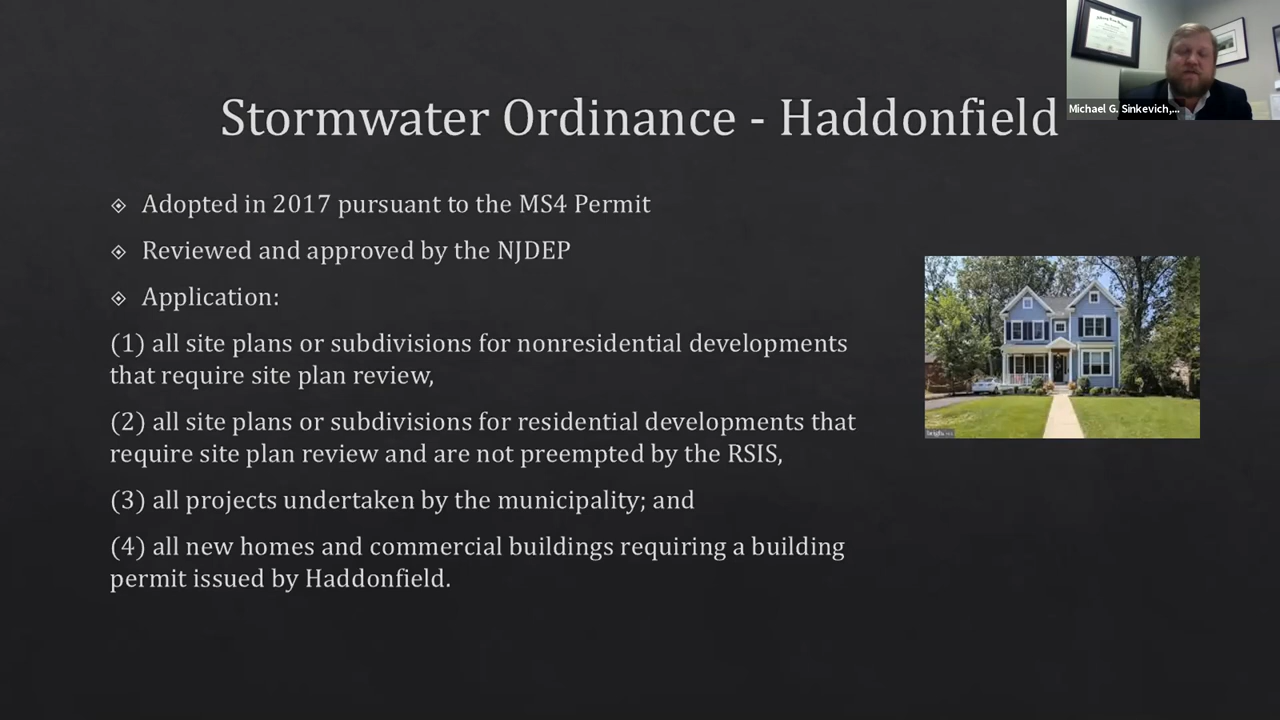 Michael G. Sinkevich,...
Stormwater Ordinance - Haddonfield
Adopted in 2017 pursuant to the MS4 Permit
Reviewed and approved by the NJDEP
Application:
(1) all site plans or subdivisions for nonresidential developments
that require site plan review,
(2) all site plans or subdivisions for residential developments that
require site plan review and are not preempted by the RSIS,
(3) all projects undertaken by the municipality; and
(4) all new homes and commercial buildings requiring a building
permit issued by Haddonfield.